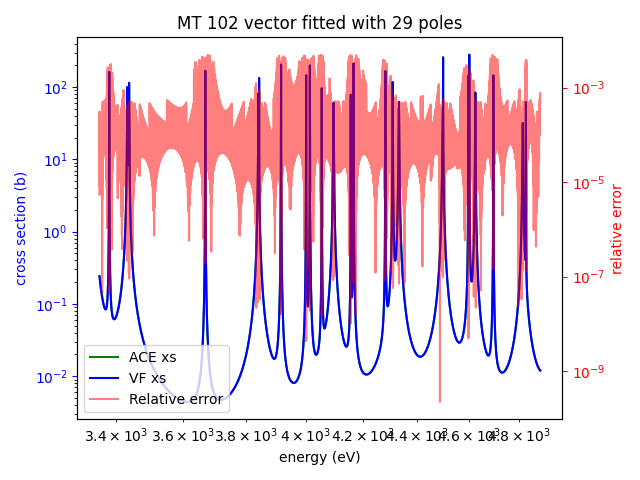 MT 102 vector fitted with 29 poles
cross section (b)
10²
10¹
10⁰
10⁻¹
10⁻²
10⁻³
10⁻⁵
10⁻⁷
10⁻⁹
relative error
ACE xs
VF xs
Relative error
3.4 × 10³ 3.6 × 10³ 3.8 × 10³ 4 × 10³ 4.2 × 10³ 4.4 × 10³ 4.6 × 10³ 4.8 × 10³
energy (eV)